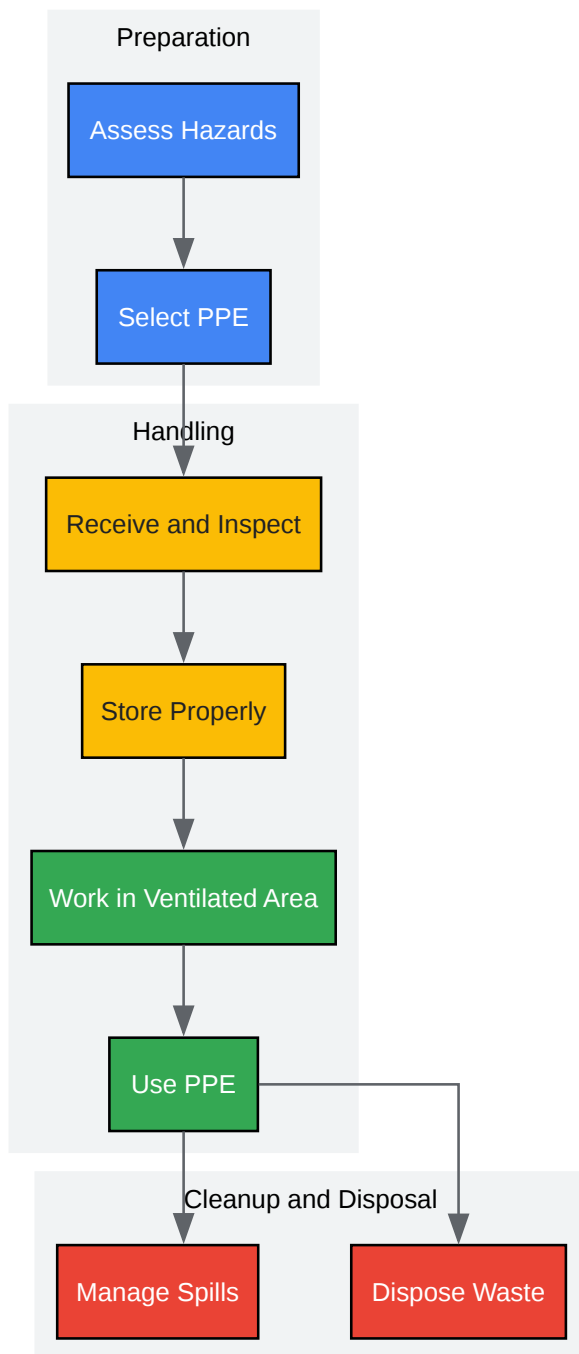 Preparation
Assess Hazards
Select PPE
Handling
Receive and Inspect
Store Properly
Work in Ventilated Area
Use PPE
Cleanup and Disposal
Manage Spills
Dispose Waste